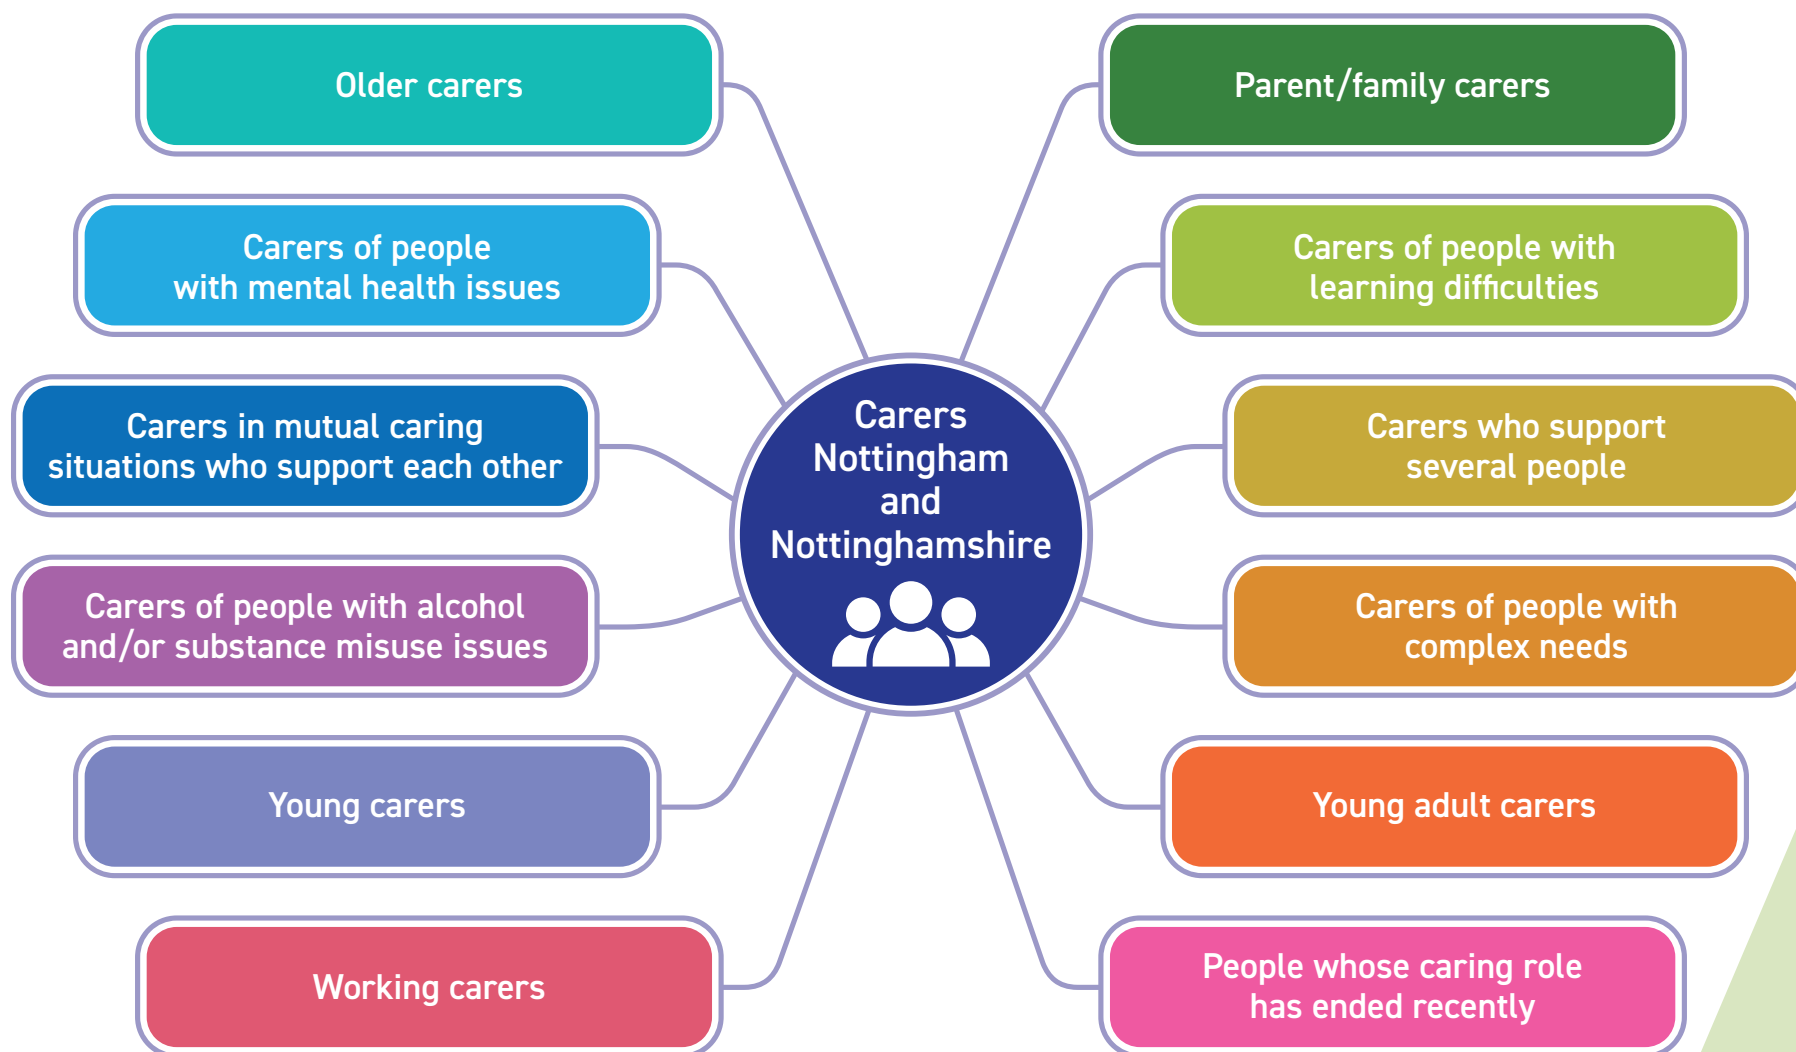 Older carers
Parent/family carers
Carers of people
with mental health issues
Carers of people with
learning difficulties
Carers in mutual caring
situations who support each other
Carers
Nottingham
and
Nottinghamshire
Carers who support
several people
Carers of people with alcohol
and/or substance misuse issues
Carers of people with
complex needs
Young carers
Young adult carers
Working carers
People whose caring role
has ended recently